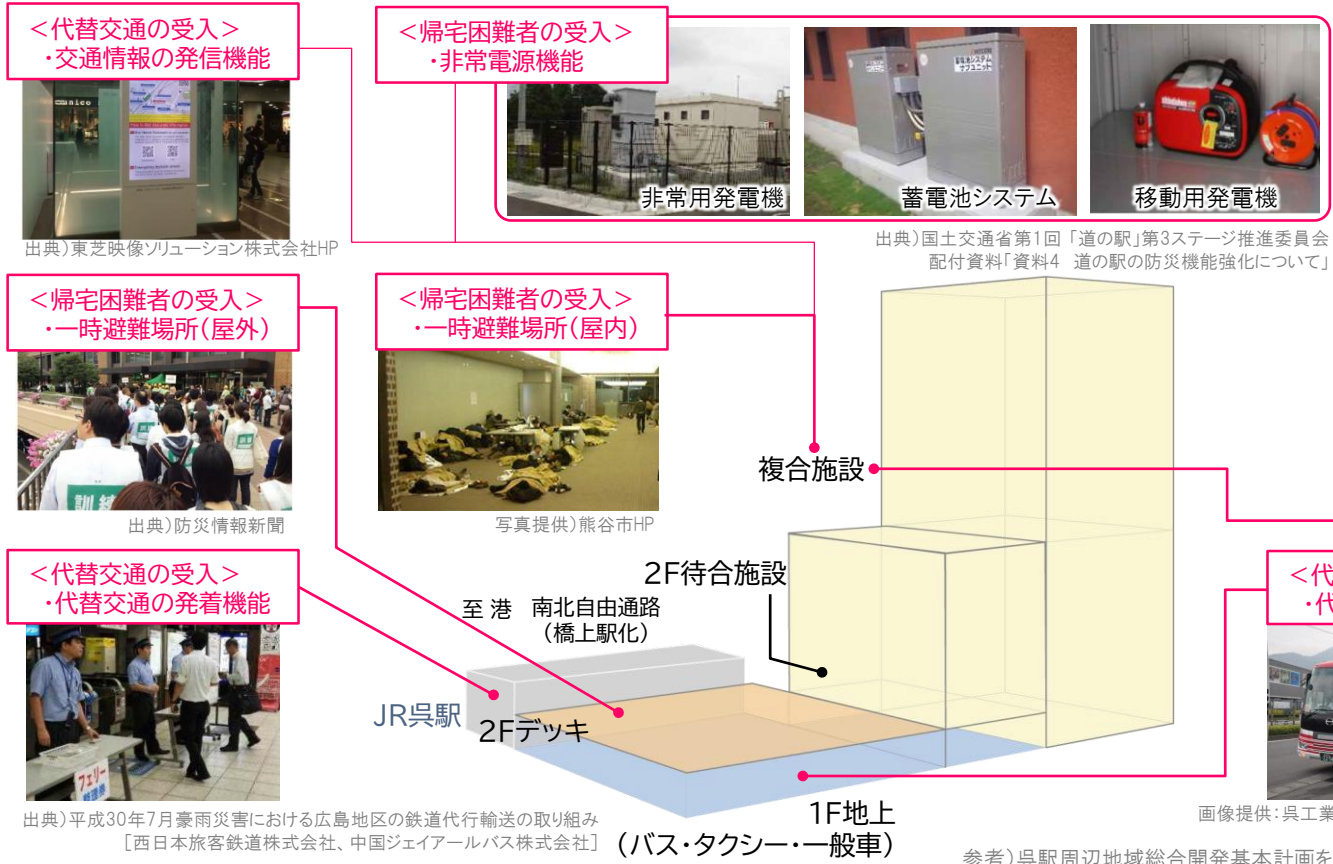 ＜代替交通の受入＞
・交通情報の発信機能
nico
出典）東芝映像ソリューション株式会社HP
＜帰宅困難者の受入＞
・非常電源機能
非常用発電機
蓄電池システム
移動用発電機
出典）国土交通省第1回 「道の駅」第3ステージ推進委員会
配付資料「資料4 道の駅の防災機能強化について」
＜帰宅困難者の受入＞
・一時避難場所（屋外）
訓練
出典）防災情報新聞
＜帰宅困難者の受入＞
・一時避難場所（屋内）
写真提供）熊谷市HP
＜代替交通の受入＞
・代替交通の発着機能
フェリー
出典）平成30年7月豪雨災害における広島地区の鉄道代行輸送の取り組み
［西日本旅客鉄道株式会社、中国ジェイアールバス株式会社］
複合施設
2F待合施設
至 港
南北自由通路
（橋上駅化）
JR呉駅
2Fデッキ
1F地上
（バス・タクシー・一般車）
＜代
・代
画像提供：呉工業
参考）呉駅周辺地域総合開発基本計画を